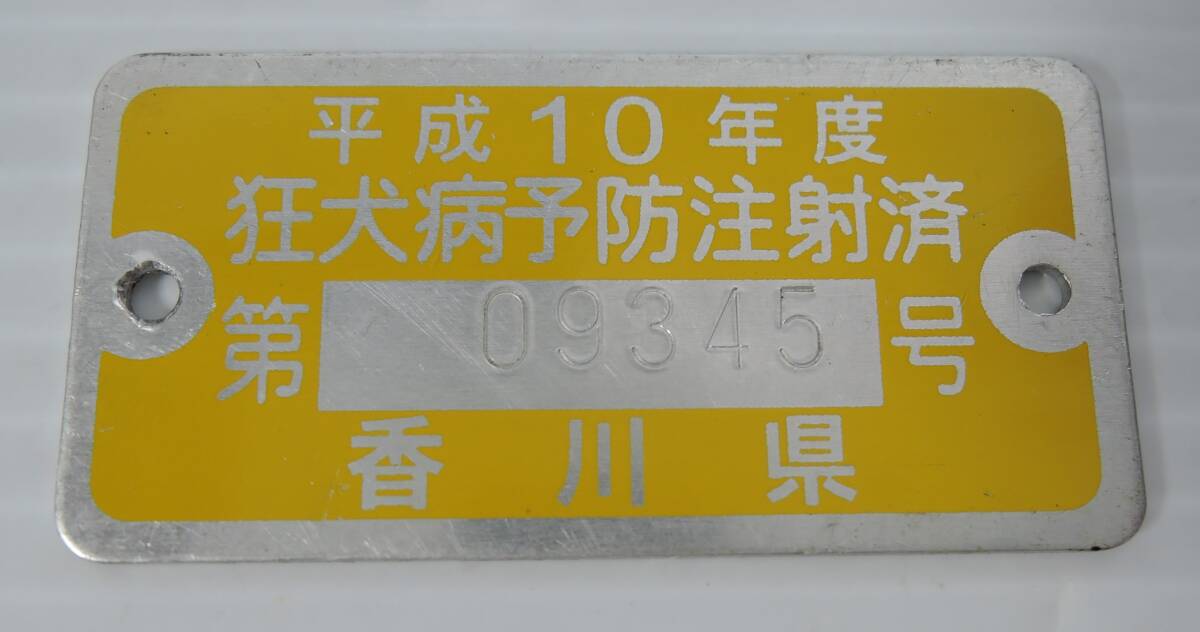 平成10年度
狂犬病予防注射済
第 09345 号
香川県